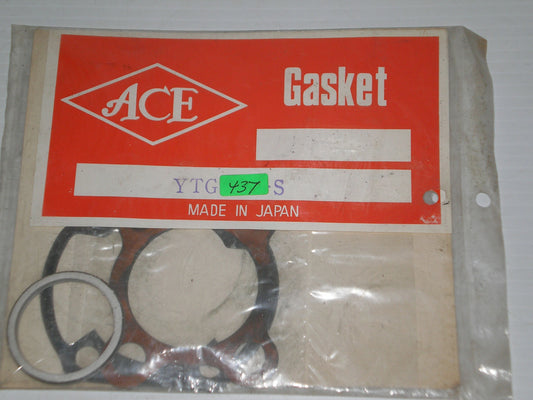 ACE
Gasket
YTG 437 -S
MADE IN JAPAN